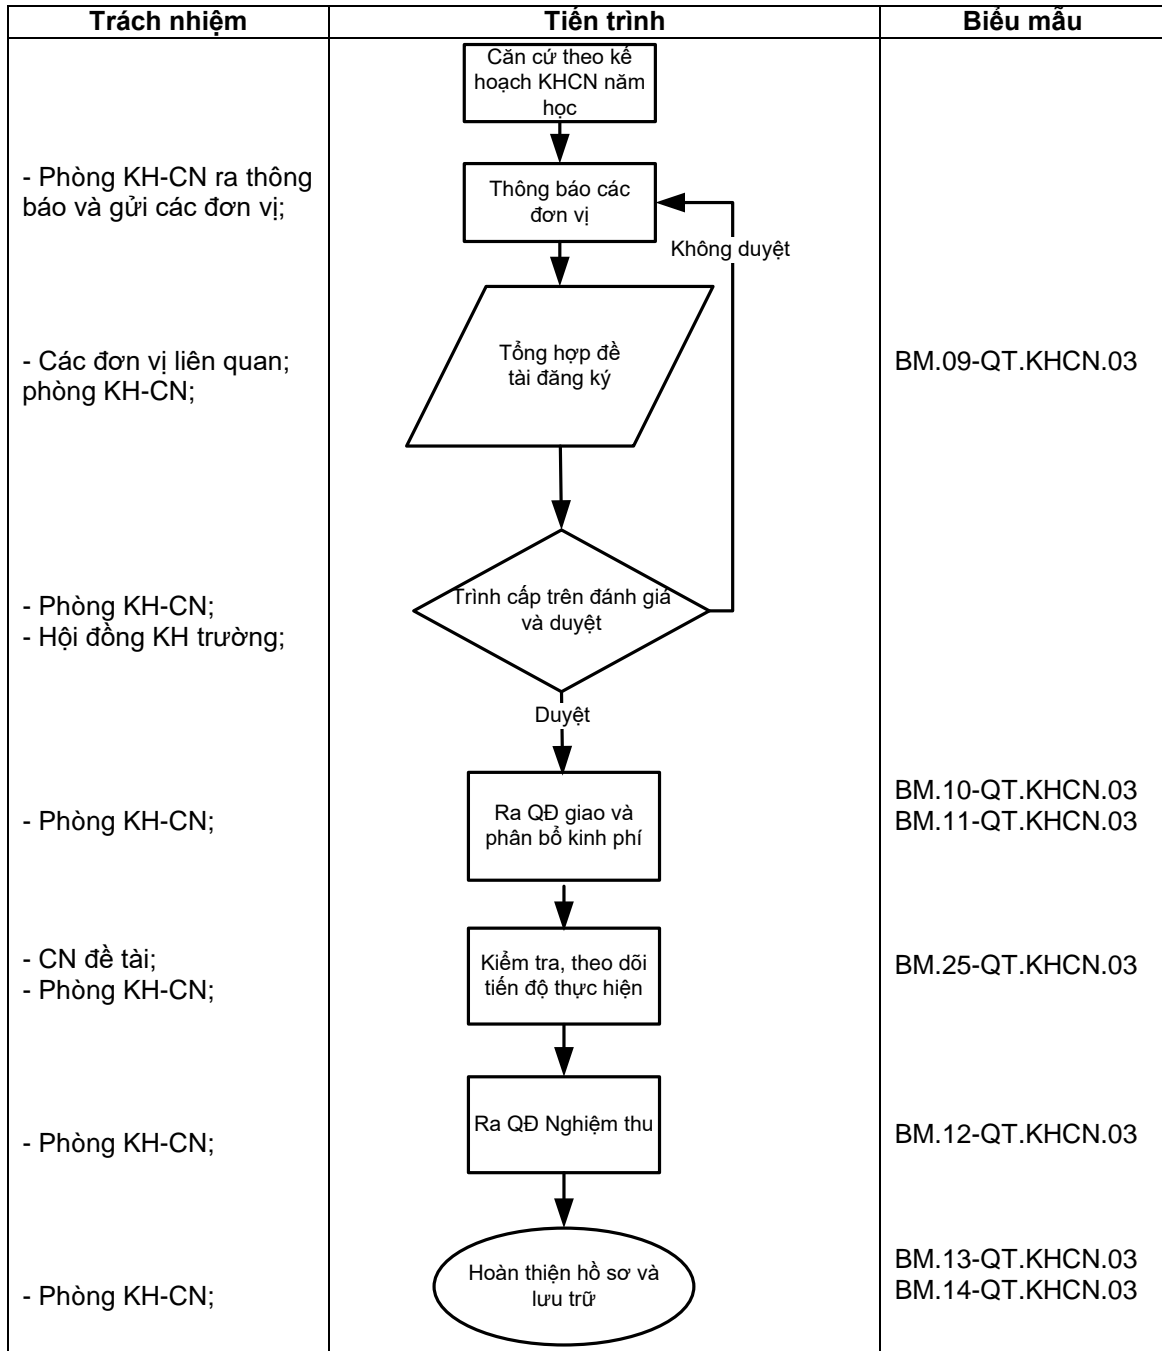 Trách nhiệm
Tiến trình
Biểu mẫu
Căn cứ theo kế
hoạch KHCN năm
học
- Phòng KH-CN ra thông
báo và gửi các đơn vị;
Thông báo các
đơn vị
Không duyệt
- Các đơn vị liên quan;
phòng KH-CN;
Tổng hợp đề
tài đăng ký
BM.09-QT.KHCN.03
- Phòng KH-CN;
- Hội đồng KH trường;
Trình cấp trên đánh giá
và duyệt
Duyệt
- Phòng KH-CN;
Ra QĐ giao và
phân bổ kinh phí
BM.10-QT.KHCN.03
BM.11-QT.KHCN.03
- CN đề tài;
- Phòng KH-CN;
Kiểm tra, theo dõi
tiến độ thực hiện
BM.25-QT.KHCN.03
- Phòng KH-CN;
Ra QĐ Nghiệm thu
BM.12-QT.KHCN.03
- Phòng KH-CN;
Hoàn thiện hồ sơ và
lưu trữ
BM.13-QT.KHCN.03
BM.14-QT.KHCN.03